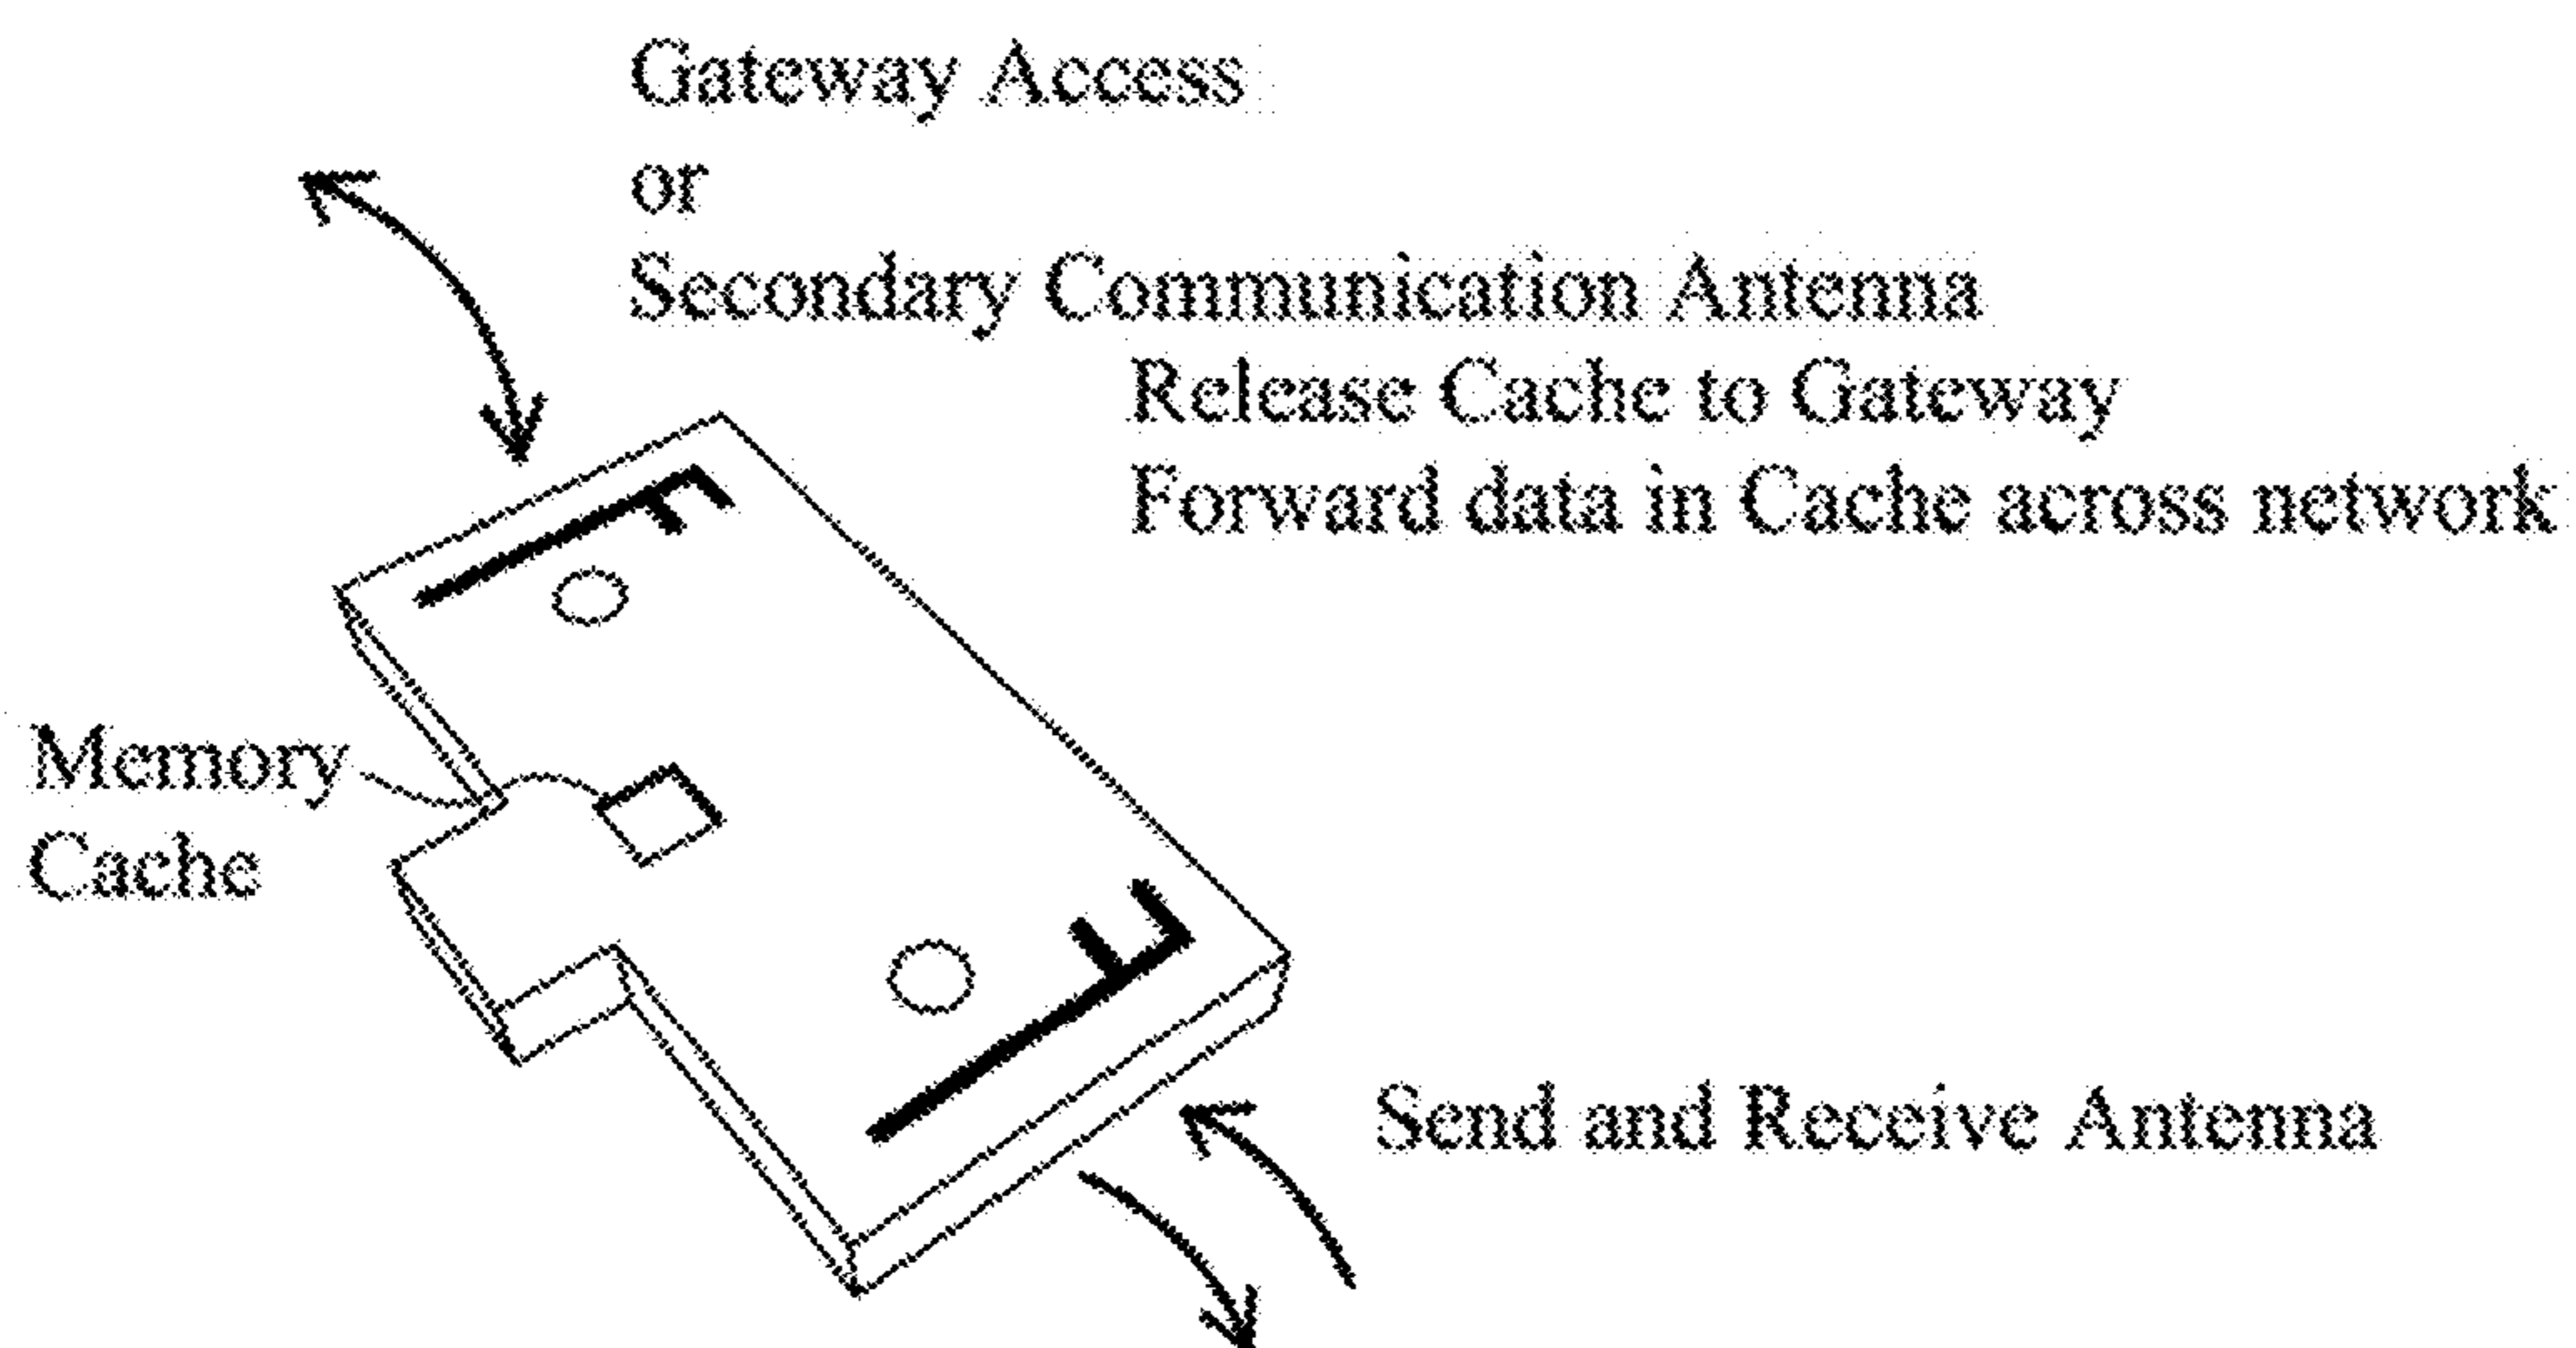 Gateway Access
or
Secondary Communication Antenna
Release Cache to Gateway
Forward data in Cache across network
Memory
Cache
Send and Receive Antenna